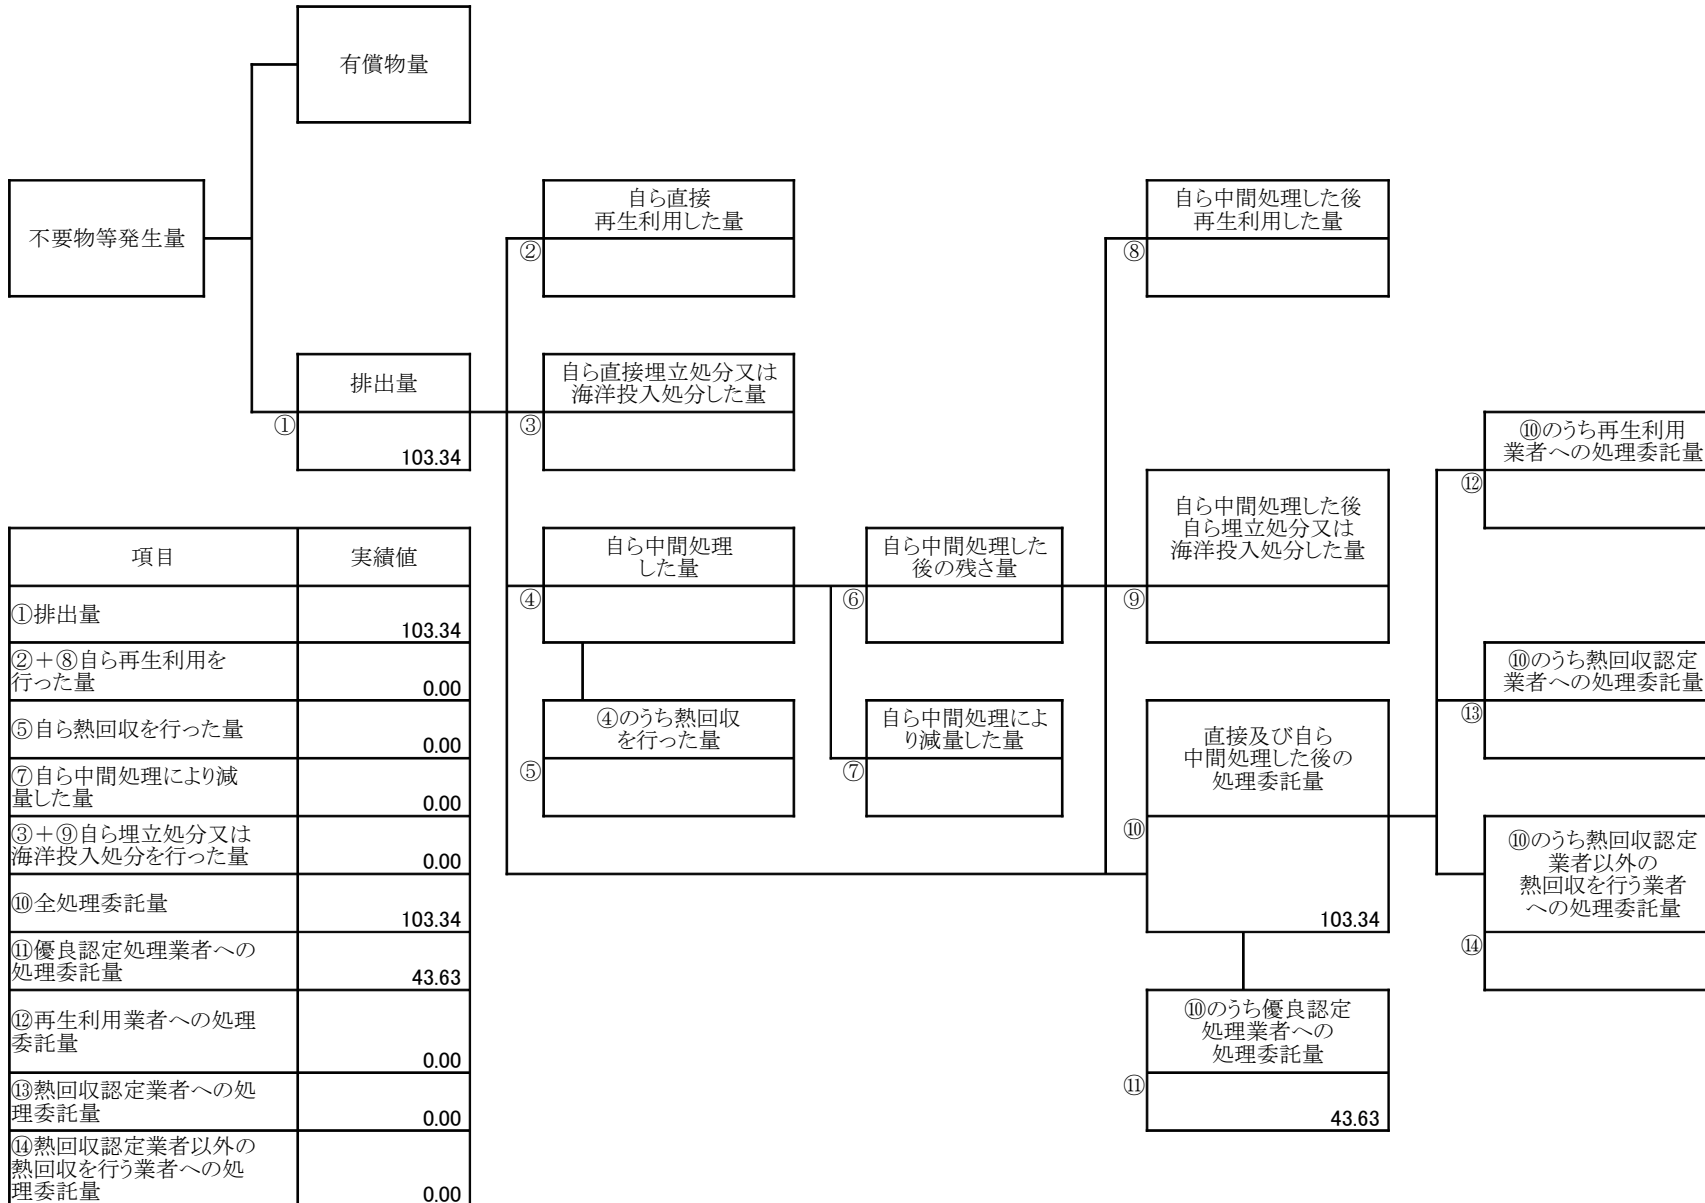 有償物量
不要物等発生量
自ら直接
再生利用した量
②
自ら中間処理した後
再生利用した量
⑧
排出量
①
103.34
自ら直接埋立処分又は
海洋投入処分した量
③
⑩のうち再生利用
業者への処理委託量
⑫
自ら中間処理
した量
④
自ら中間処理した
後の残さ量
⑥
自ら中間処理した後
自ら埋立処分又は
海洋投入処分した量
⑨
④のうち熱回収
を行った量
⑤
自ら中間処理によ
り減量した量
⑦
直接及び自ら
中間処理した後の
処理委託量
⑩
103.34
⑩のうち熱回収認定
業者への処理委託量
⑬
⑩のうち熱回収認定
業者以外の
熱回収を行う業者
への処理委託量
⑭
⑩のうち優良認定
処理業者への
処理委託量
⑪
43.63
項目 実績値
①排出量
103.34
②+⑧自ら再生利用を
行った量
0.00
⑤自ら熱回収を行った量
0.00
⑦自ら中間処理により減
量した量
0.00
③+⑨自ら埋立処分又は
海洋投入処分を行った量
0.00
⑩全処理委託量
103.34
⑪優良認定処理業者への
処理委託量
43.63
⑫再生利用業者への処理
委託量
0.00
⑬熱回収認定業者への処
理委託量
0.00
⑭熱回収認定業者以外の
熱回収を行う業者への処
理委託量
0.00